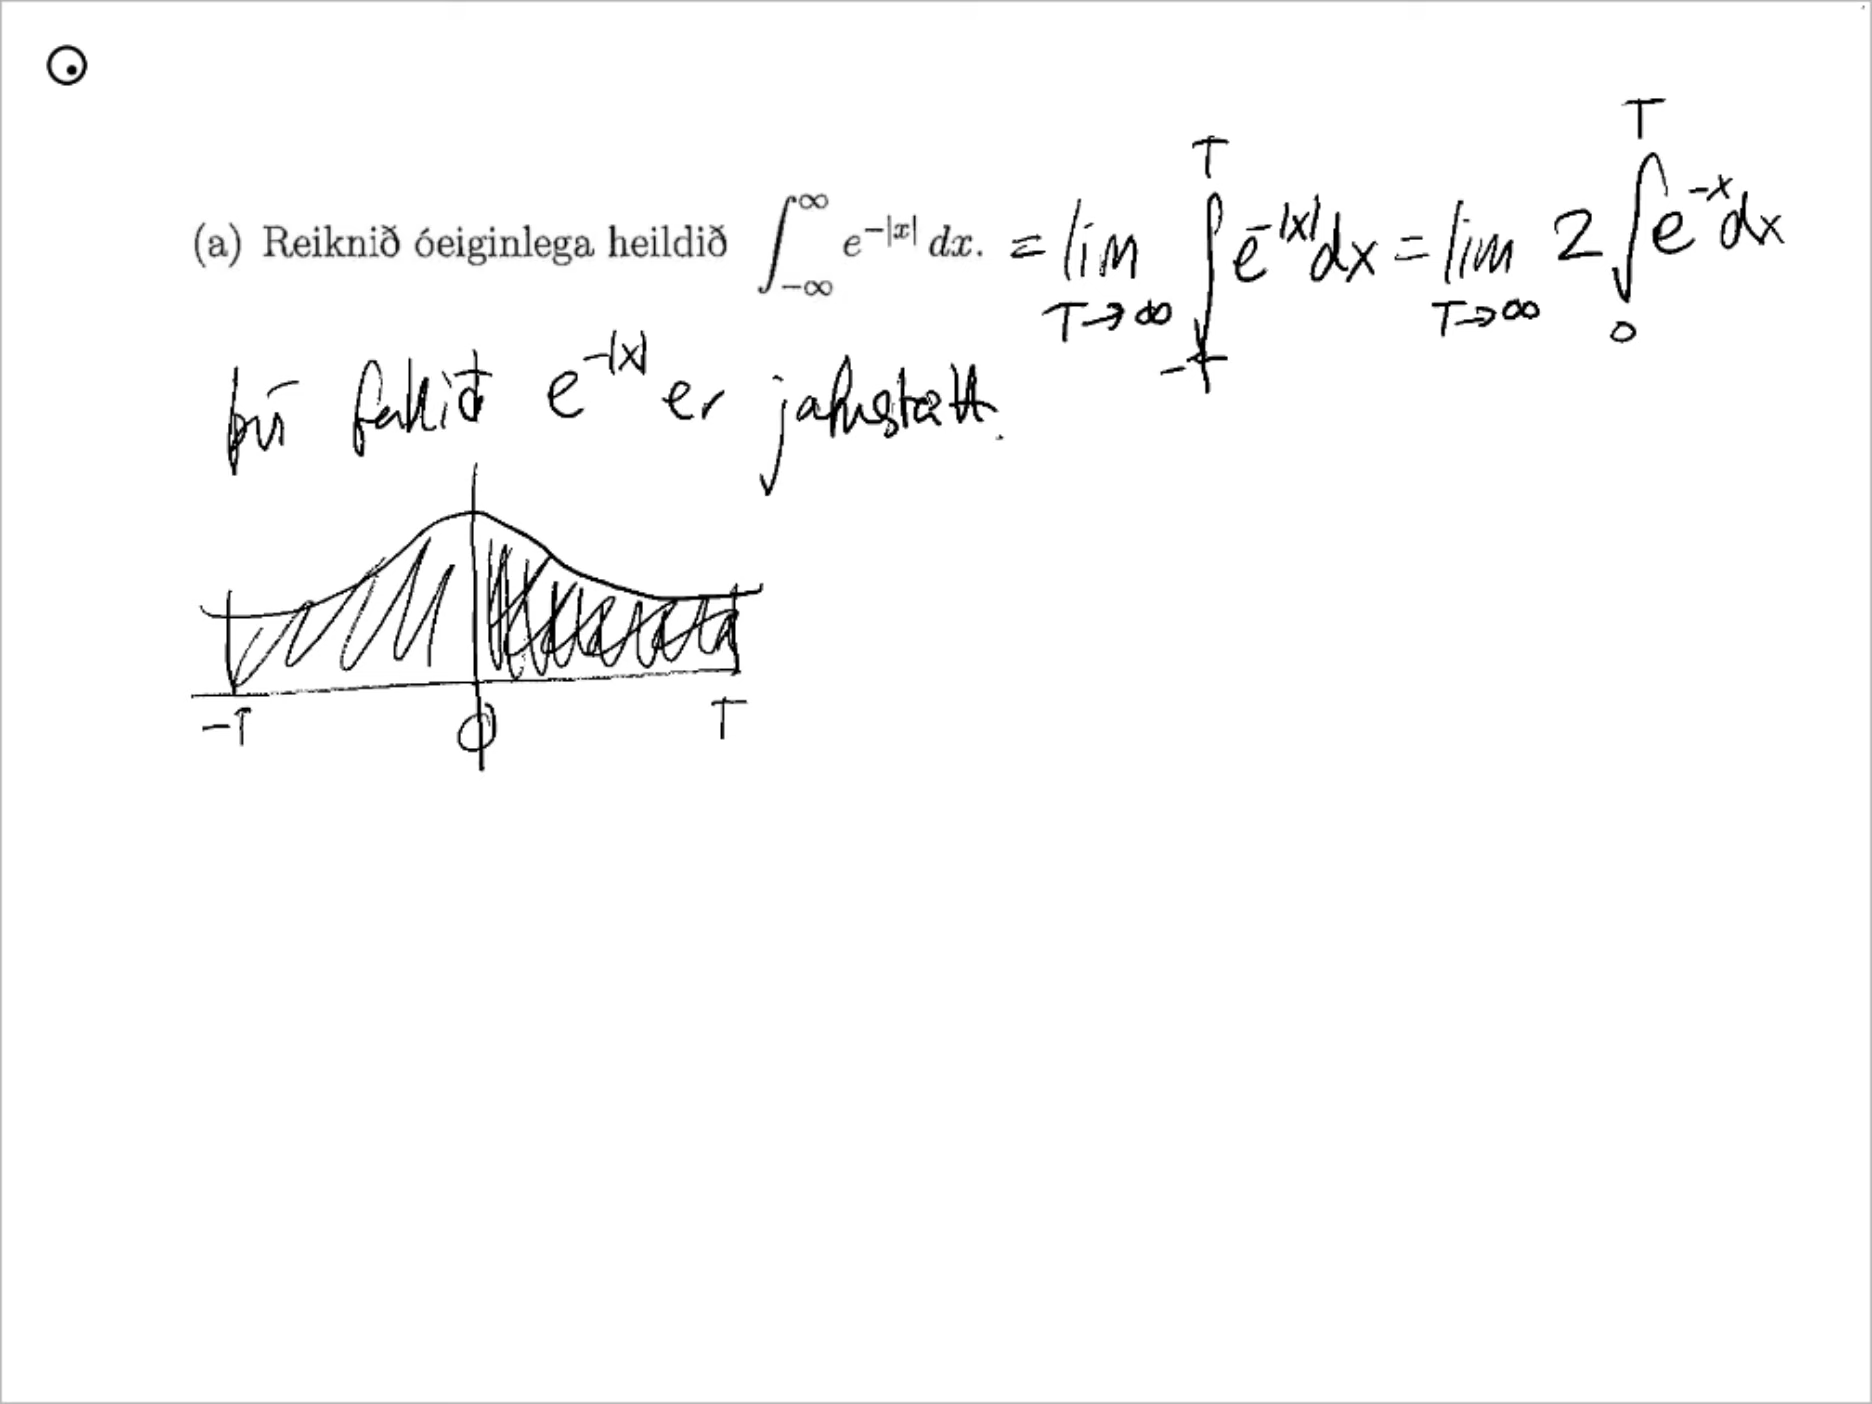 (a) Reiknið óeiginlega heildið ∫_{-∞}^{∞} e^{-|x|} dx. = lim_{T→∞} ∫_{-T}^{T} e^{-|x|} dx = lim_{T→∞} 2 ∫_{0}^{T} e^{-x} dx
því fallið e^{-|x|} er jafnstætt.
-T 0 T